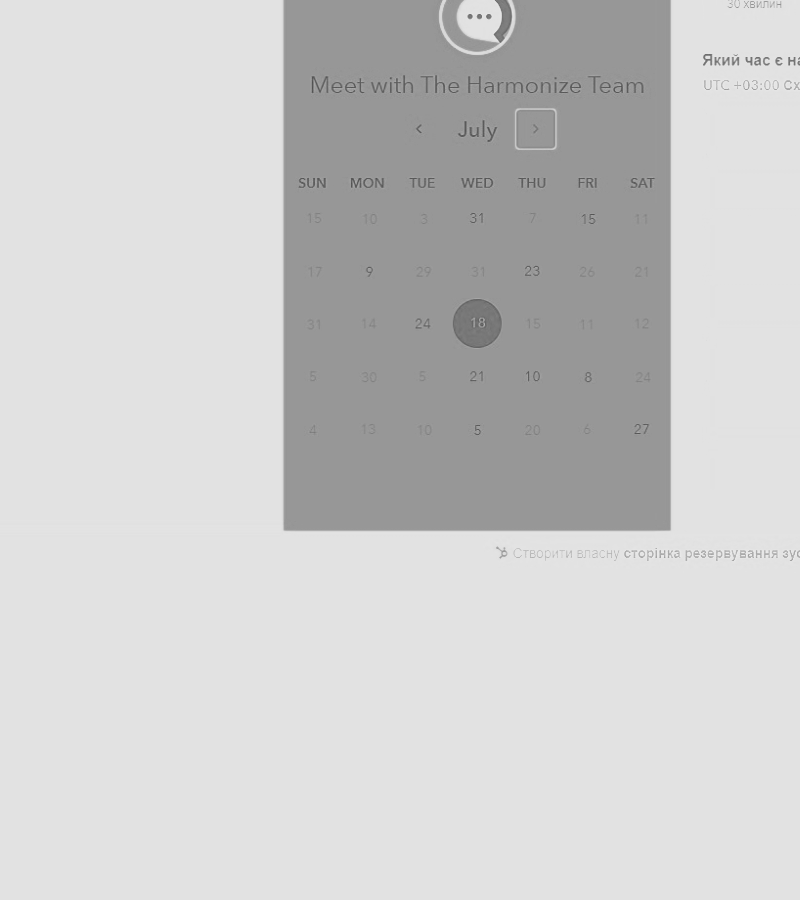 30 хвилин
Який час є
UTC +03:00
Meet with The Harmonize Team
July
SUN MON TUE WED THU FRI SAT
15 10 3 31 7 15 11
17 9 29 31 23 26 21
31 14 24 18 15 11 12
5 30 5 21 10 8 24
4 13 10 5 20 6 27
Створити власну сторінка резервування